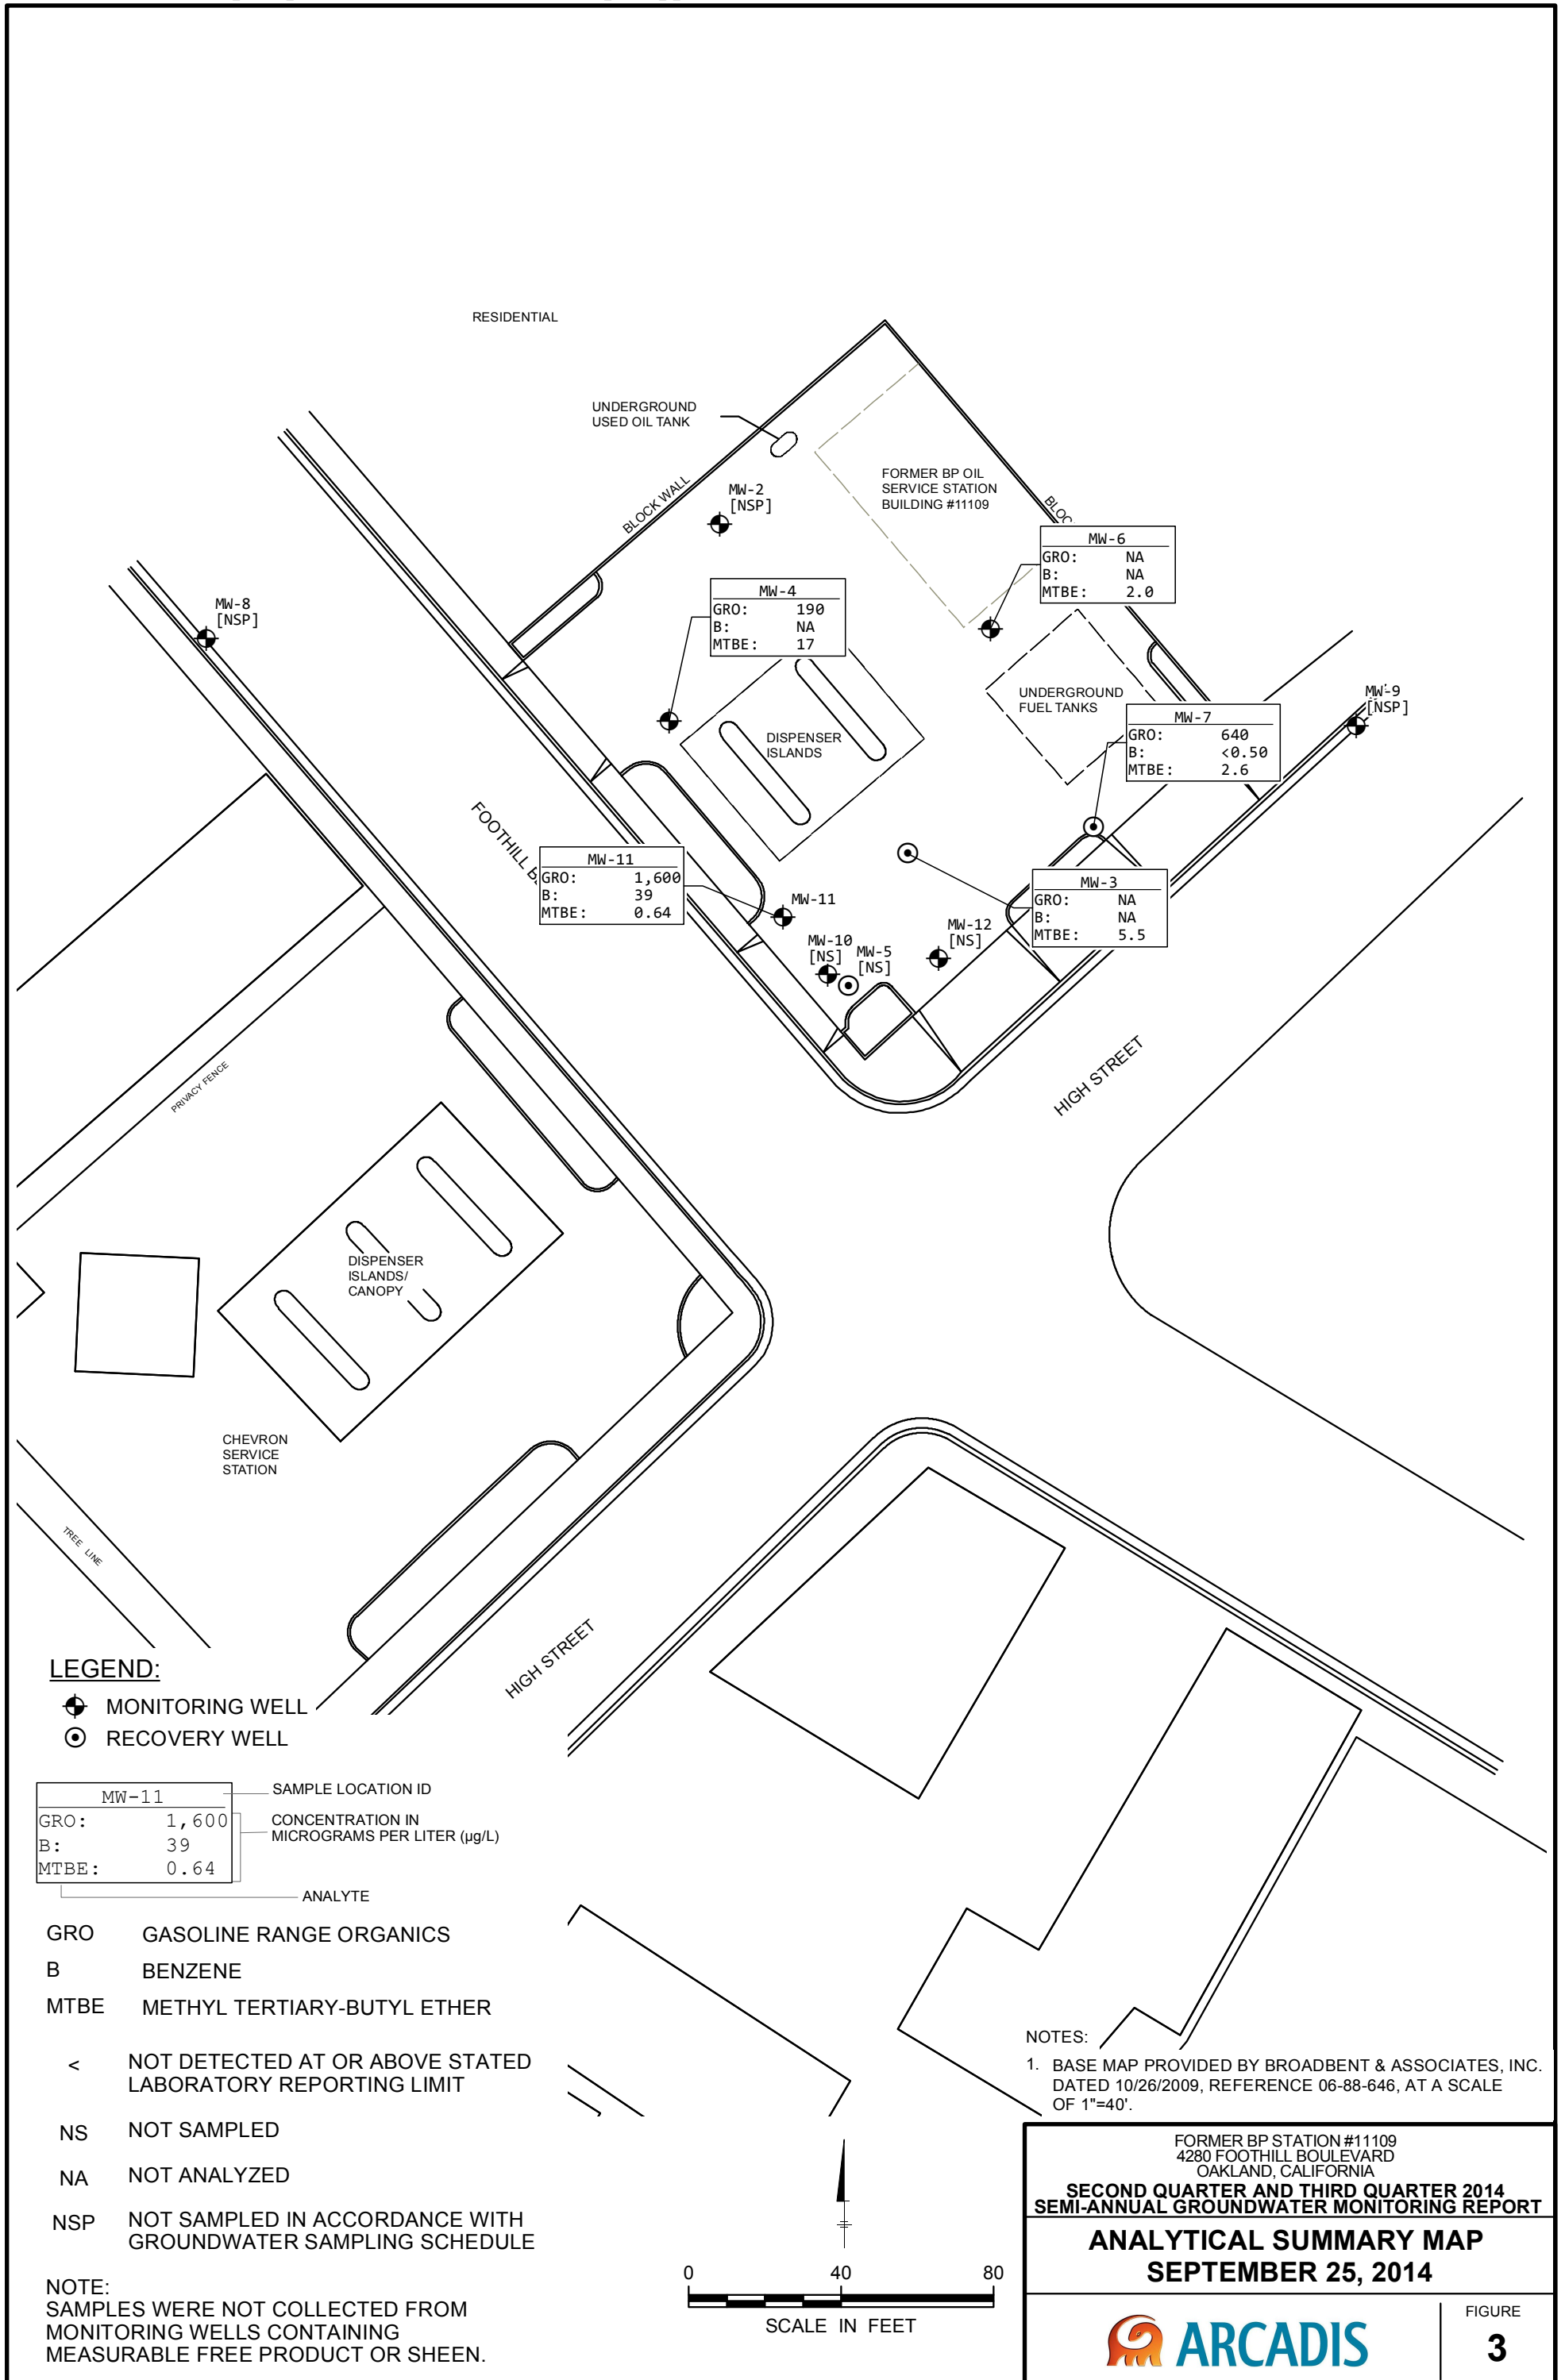 RESIDENTIAL
UNDERGROUND
USED OIL TANK
BLOCK WALL
FORMER BP OIL
SERVICE STATION
BUILDING #11109
MW-2
[NSP]
BLOC
MW-6
GRO: NA
B: NA
MTBE: 2.0
MW-4
GRO: 190
B: NA
MTBE: 17
MW-8
[NSP]
UNDERGROUND
FUEL TANKS
MW-9
[NSP]
MW-7
GRO: 640
B: <0.50
MTBE: 2.6
DISPENSER
ISLANDS
FOOTHILL B
MW-11
GRO: 1,600
B: 39
MTBE: 0.64
MW-11
MW-3
GRO: NA
B: NA
MTBE: 5.5
MW-12
[NS]
MW-10
[NS]
MW-5
[NS]
HIGH STREET
PRIVACY FENCE
DISPENSER
ISLANDS/
CANOPY
CHEVRON
SERVICE
STATION
TREE LINE
HIGH STREET
LEGEND:
MONITORING WELL
RECOVERY WELL
MW-11
GRO: 1,600
B: 39
MTBE: 0.64
SAMPLE LOCATION ID
CONCENTRATION IN
MICROGRAMS PER LITER (µg/L)
ANALYTE
GRO GASOLINE RANGE ORGANICS
B BENZENE
MTBE METHYL TERTIARY-BUTYL ETHER
< NOT DETECTED AT OR ABOVE STATED
LABORATORY REPORTING LIMIT
NS NOT SAMPLED
NA NOT ANALYZED
NSP NOT SAMPLED IN ACCORDANCE WITH
GROUNDWATER SAMPLING SCHEDULE
NOTE:
SAMPLES WERE NOT COLLECTED FROM
MONITORING WELLS CONTAINING
MEASURABLE FREE PRODUCT OR SHEEN.
0 40 80
SCALE IN FEET
NOTES:
1. BASE MAP PROVIDED BY BROADBENT & ASSOCIATES, INC.
DATED 10/26/2009, REFERENCE 06-88-646, AT A SCALE
OF 1"=40'.
FORMER BP STATION #11109
4280 FOOTHILL BOULEVARD
OAKLAND, CALIFORNIA
SECOND QUARTER AND THIRD QUARTER 2014
SEMI-ANNUAL GROUNDWATER MONITORING REPORT
ANALYTICAL SUMMARY MAP
SEPTEMBER 25, 2014
ARCADIS
FIGURE
3